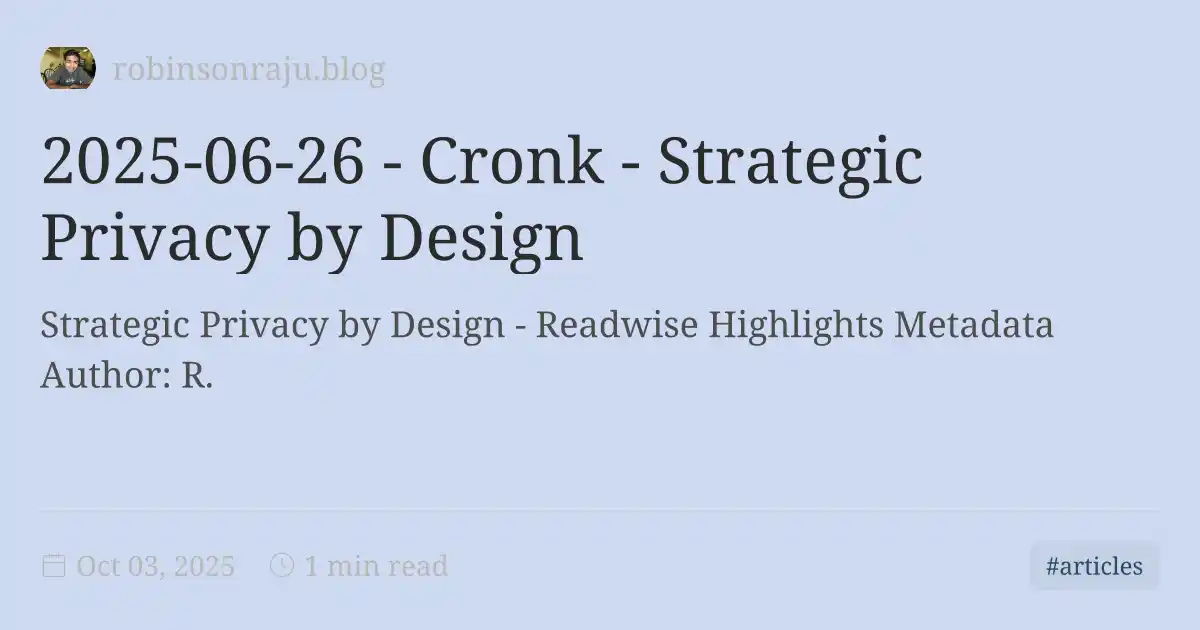 robinsonraju.blog
2025-06-26 - Cronk - Strategic
Privacy by Design
Strategic Privacy by Design - Readwise Highlights Metadata
Author: R.
Oct 03, 2025 1 min read #articles